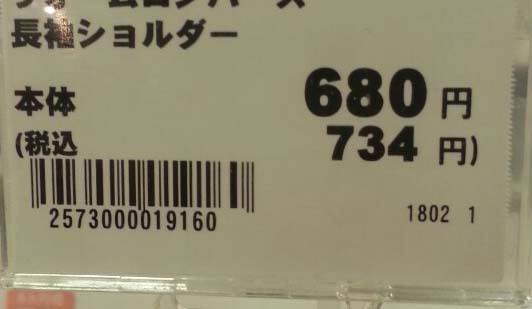 長袖ショルダー
本体 680円
(税込 734円)
2573000019160
1802 1